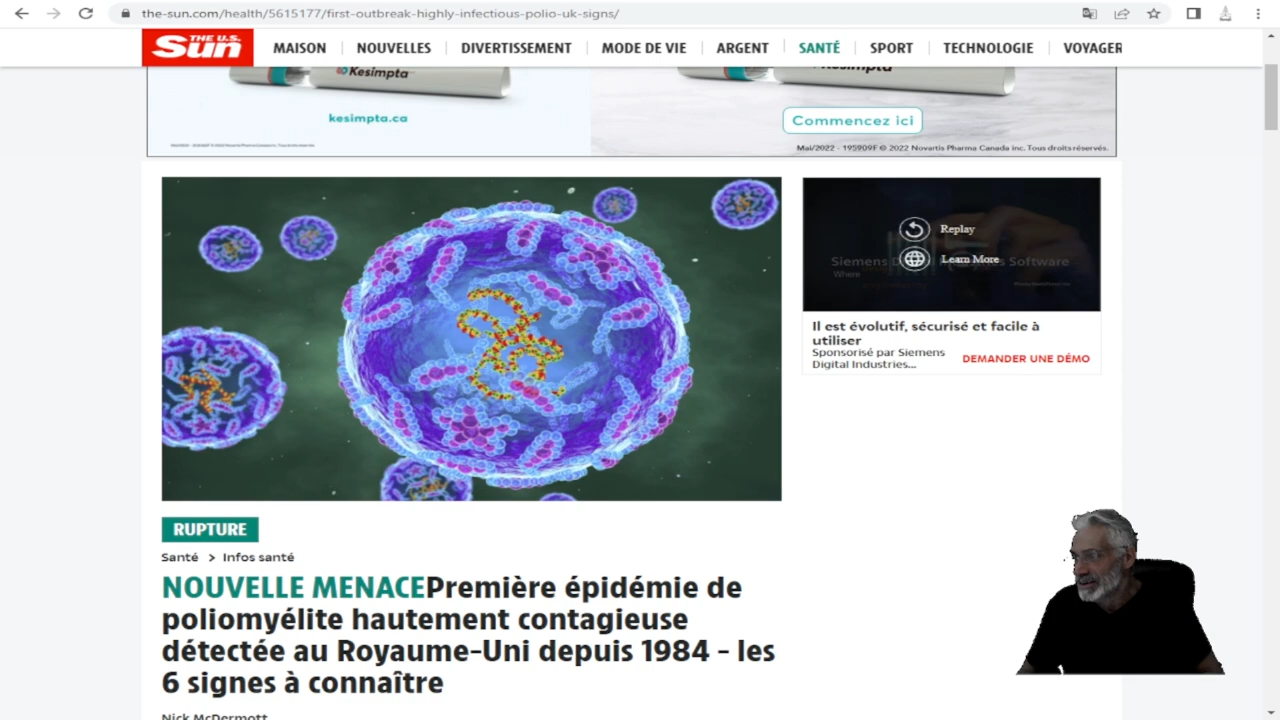 the-sun.com/health/5615177/first-outbreak-highly-infectious-polio-uk-signs/
THE U.S. Sun
MAISON NOUVELLES DIVERTISSEMENT MODE DE VIE ARGENT SANTÉ SPORT TECHNOLOGIE VOYAGER
Kesimpta
Kesimpta
kesimpta.ca
Commencez ici
Mai/2022 - 195909F © 2022 Novartis Pharma Canada inc. Tous droits réservés.
Replay
Learn More
Siemens Software
Where
Il est évolutif, sécurisé et facile à
utiliser
Sponsorisé par Siemens
Digital Industries...
DEMANDER UNE DÉMO
RUPTURE
Santé > Infos santé
NOUVELLE MENACEPremière épidémie de
poliomyélite hautement contagieuse
détectée au Royaume-Uni depuis 1984 - les
6 signes à connaître
Nick McDermott